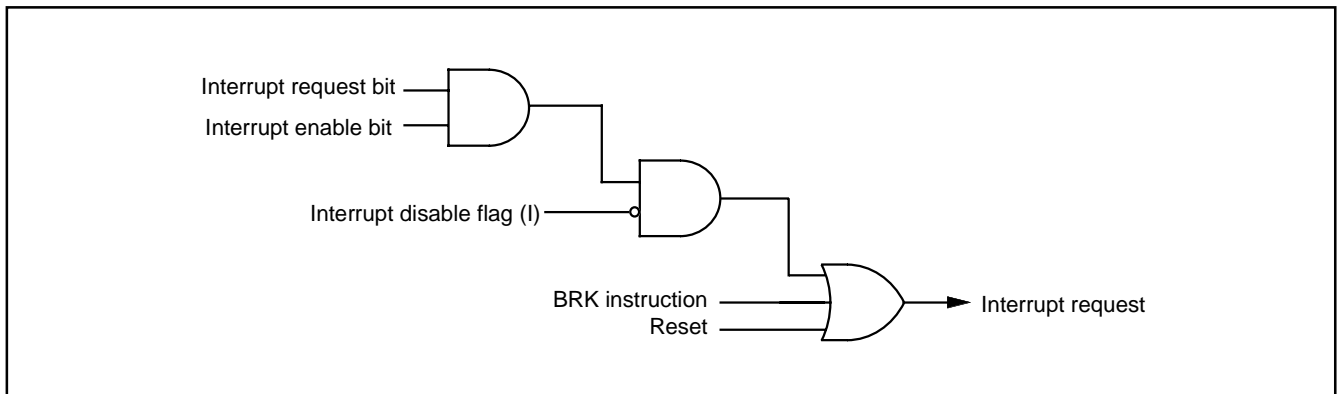 Interrupt request bit
Interrupt enable bit
Interrupt disable flag (I)
BRK instruction
Reset
Interrupt request